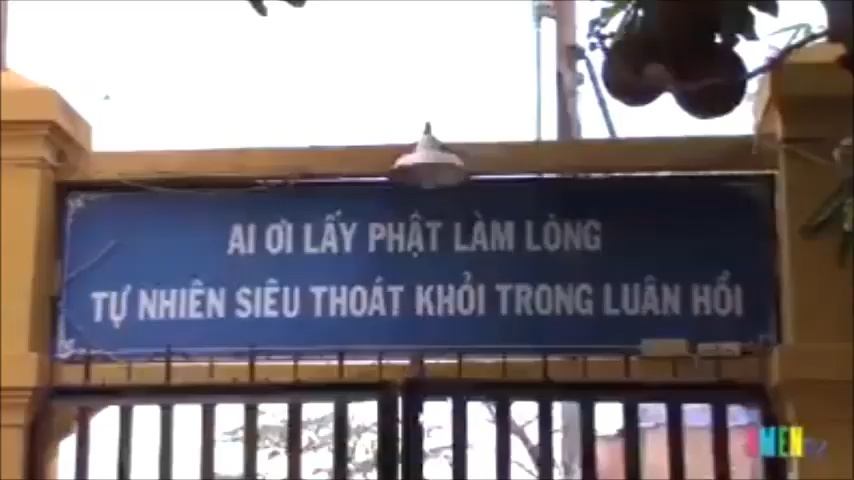 AI ƠI LẤY PHẬT LÀM LÒNG
TỰ NHIÊN SIÊU THOÁT KHỎI TRONG LUÂN HỒI